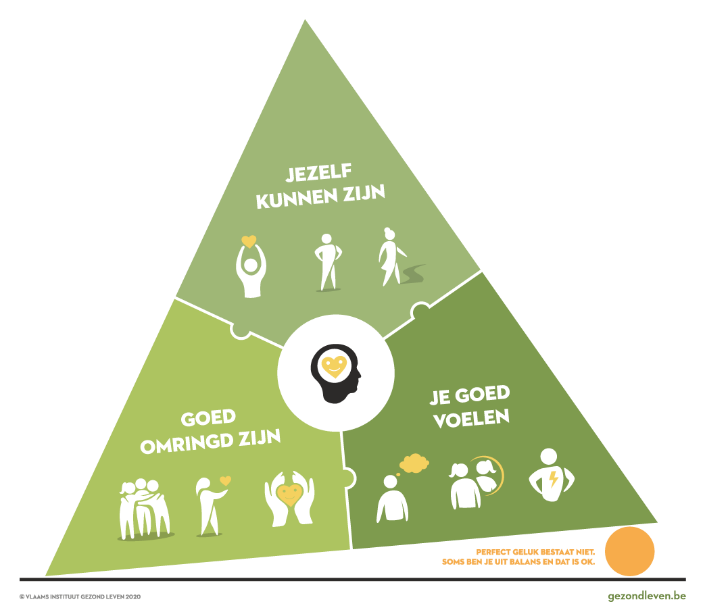 JEZELF
KUNNEN ZIJN
GOED
OMRINGD ZIJN
JE GOED
VOELEN
PERFECT GELUK BESTAAT NIET.
SOMS BEN JE UIT BALANS EN DAT IS OK.
© VLAAMS INSTITUUT GEZOND LEVEN 2020
gezondleven.be